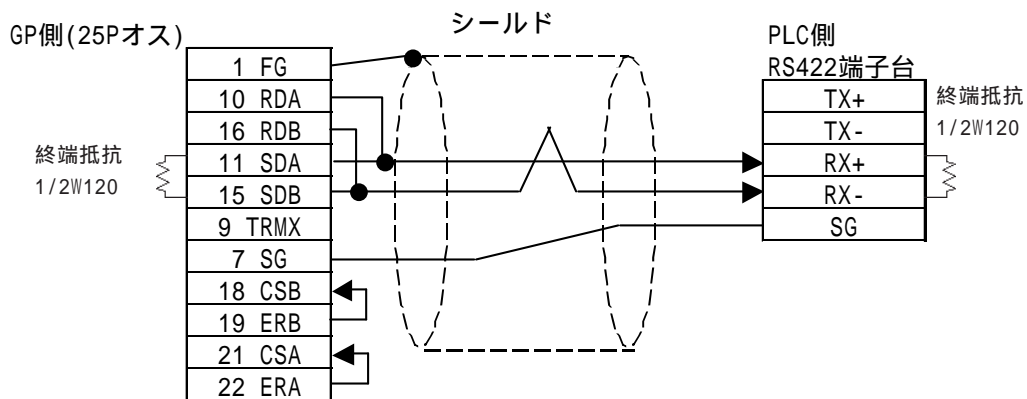 シールド
GP側(25Pオス)
1 FG
10 RDA
16 RDB
11 SDA
15 SDB
9 TRMX
7 SG
18 CSB
19 ERB
21 CSA
22 ERA
終端抵抗
1/2W120
PLC側
RS422端子台
TX+
TX-
RX+
RX-
SG
終端抵抗
1/2W120